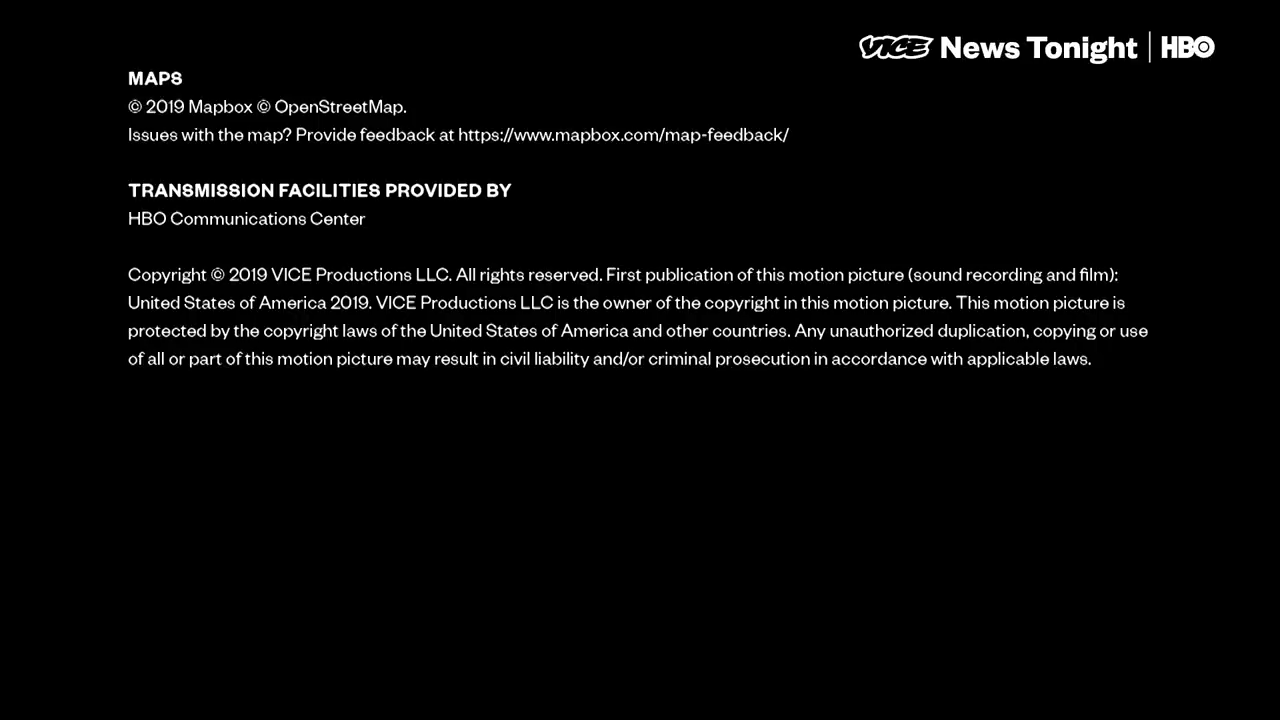 VICE News Tonight | HBO
MAPS
© 2019 Mapbox © OpenStreetMap.
Issues with the map? Provide feedback at https://www.mapbox.com/map-feedback/
TRANSMISSION FACILITIES PROVIDED BY
HBO Communications Center
Copyright © 2019 VICE Productions LLC. All rights reserved. First publication of this motion picture (sound recording and film):
United States of America 2019. VICE Productions LLC is the owner of the copyright in this motion picture. This motion picture is
protected by the copyright laws of the United States of America and other countries. Any unauthorized duplication, copying or use
of all or part of this motion picture may result in civil liability and/or criminal prosecution in accordance with applicable laws.